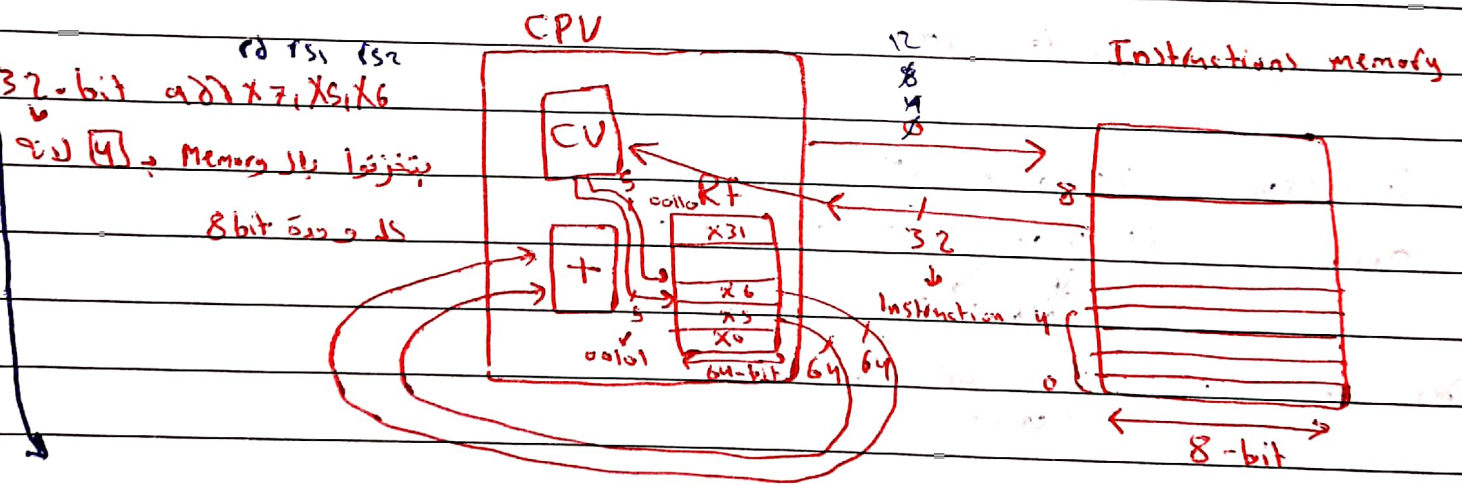 CPU
rd rs1 rs2
32-bit add x7, x5, x6
بتخزنوا بال Memory ب [4] لانه
كل وحدة 8bit
CU
+
5
00110
RF
x31
x6
x5
x0
64-bit
5
00101
64
64
12
8
4
0
32
Instruction
Instructions memory
8
4
0
8-bit